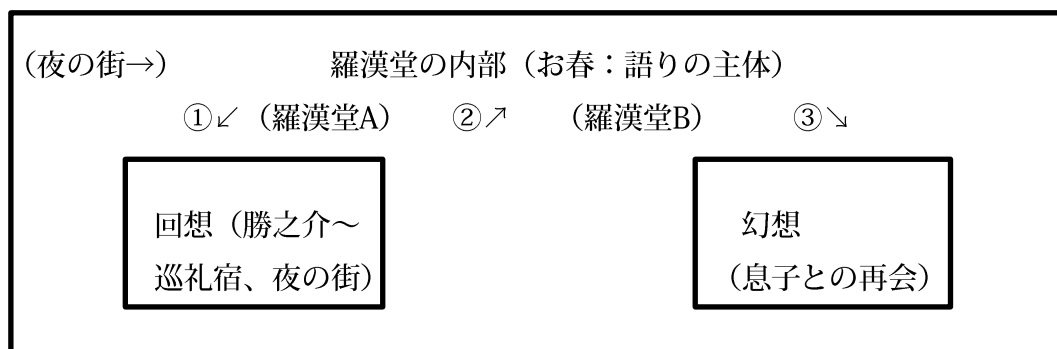 （夜の街→） 羅漢堂の内部（お春：語りの主体）
①↙（羅漢堂A） ②↗ （羅漢堂B） ③↘
回想（勝之介～
巡礼宿、夜の街）
幻想
（息子との再会）